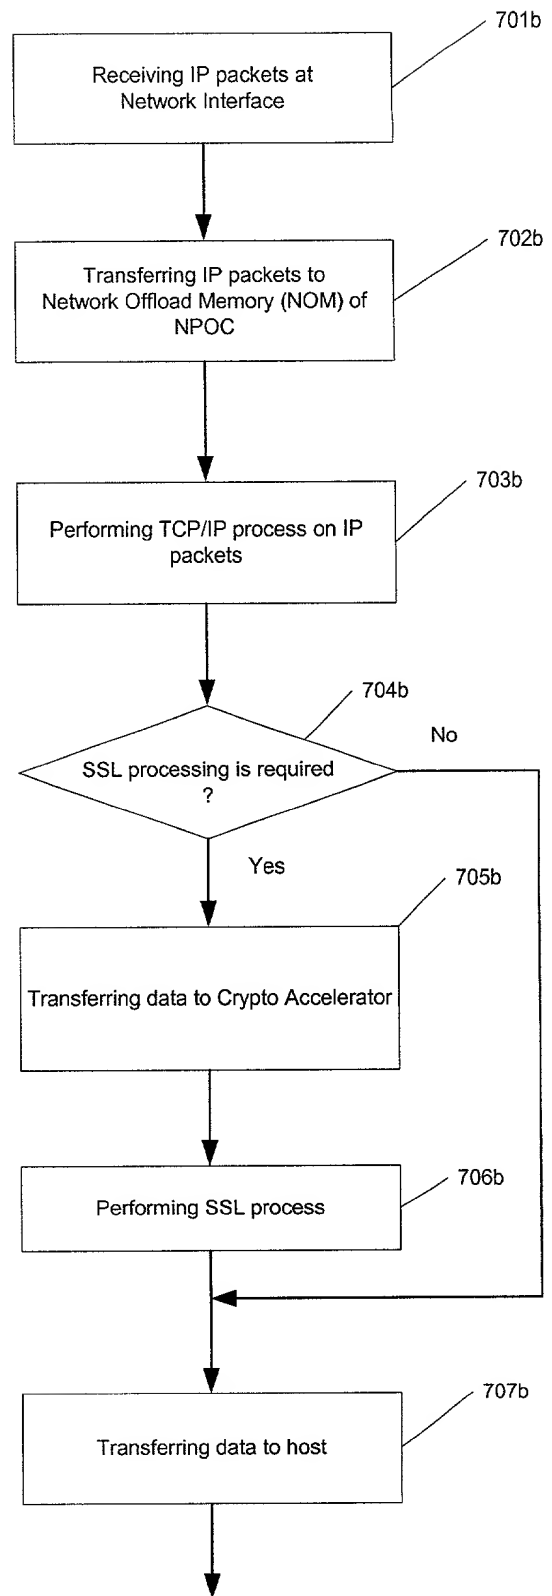 701b
Receiving IP packets at
Network Interface
702b
Transferring IP packets to
Network Offload Memory (NOM) of
NPOC
703b
Performing TCP/IP process on IP
packets
704b
No
SSL processing is required
?
Yes
705b
Transferring data to Crypto Accelerator
706b
Performing SSL process
707b
Transferring data to host